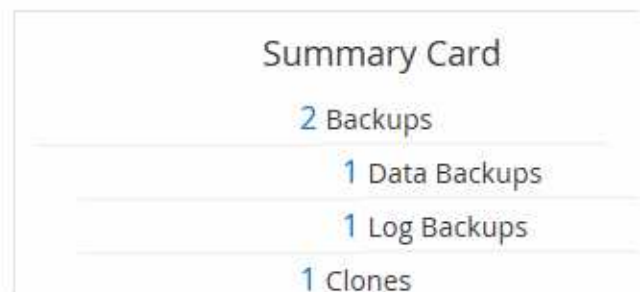 Summary Card
2 Backups
1 Data Backups
1 Log Backups
1 Clones